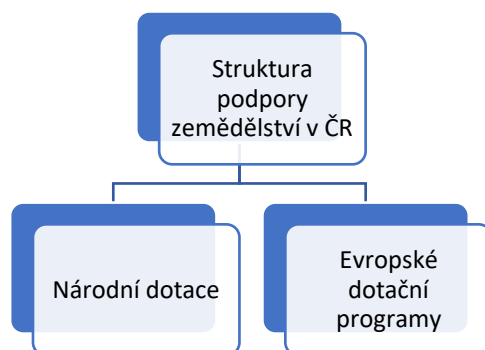 Struktura
podpory
zemědělství v ČR
Národní dotace
Evropské
dotační
programy